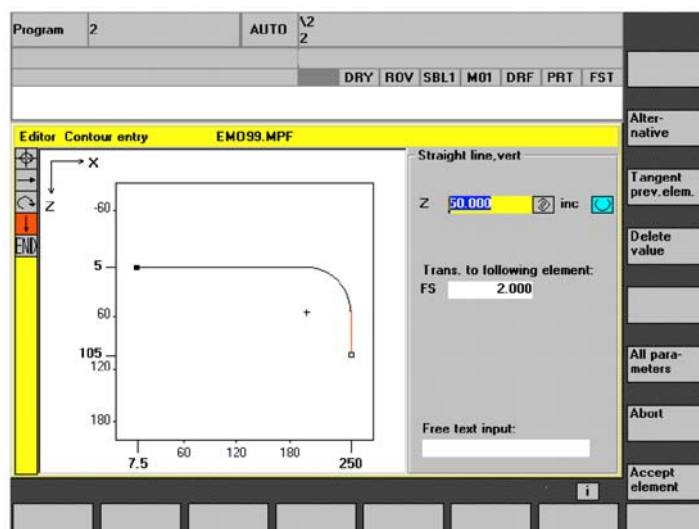 Program 2 AUTO \2
2
DRY ROV SBL1 M01 DRF PRT FST
Editor Contour entry EMO99.MPF
X
Z
END
-60
5
60
105
120
180
7.5 60 120 180 250
Straight line,vert
Z 50.000 inc
Trans. to following element:
FS 2.000
Free text input:
i
Alter-
native
Tangent
prev.elem.
Delete
value
All para-
meters
Abort
Accept
element